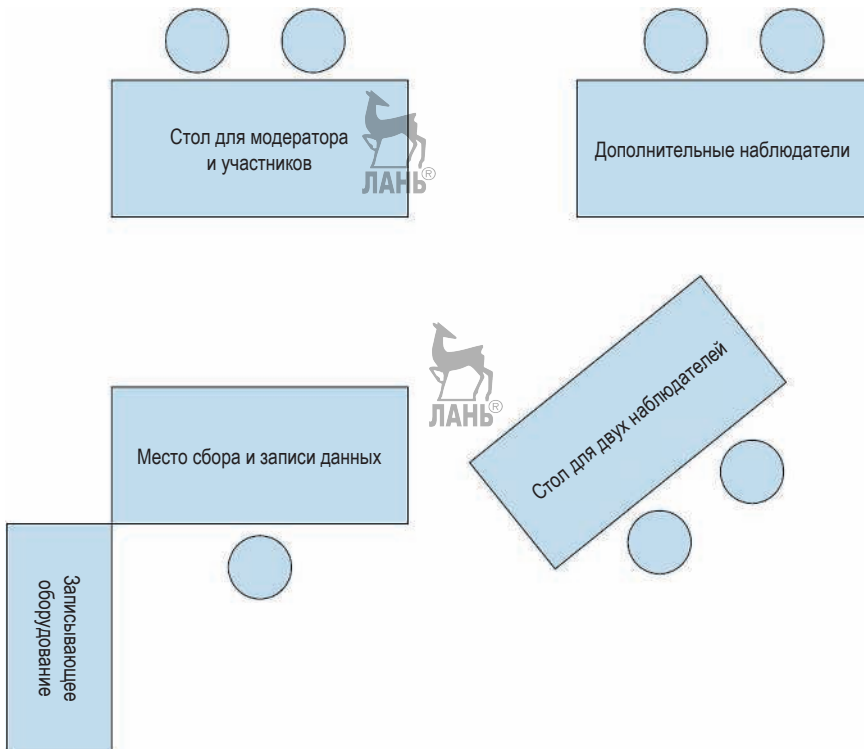 Стол для модератора
и участников
ЛАНЬ®
Дополнительные наблюдатели
ЛАНЬ®
Стол для двух наблюдателей
Место сбора и записи данных
Записывающее
оборудование